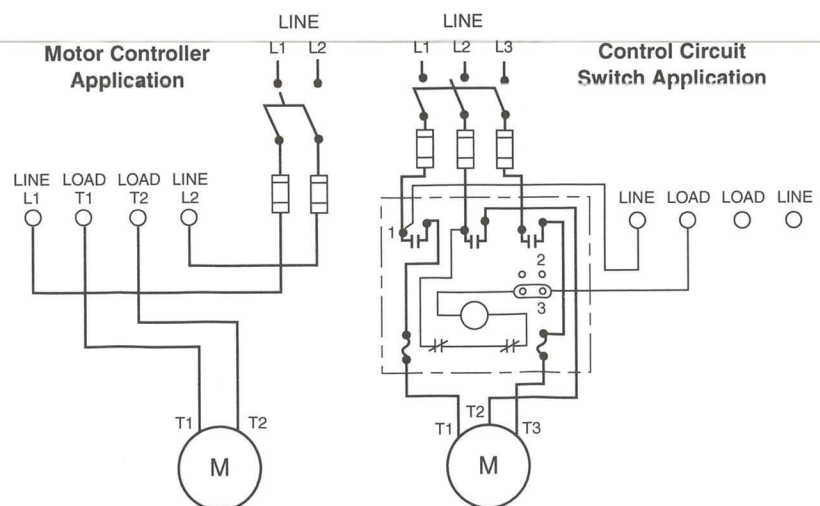 Motor Controller
Application
LINE
L1 L2
LINE L1
LOAD T1
LOAD T2
LINE L2
T1 T2
M
Control Circuit
Switch Application
LINE
L1 L2 L3
LINE LOAD LOAD LINE
1
2
3
T1 T2 T3
M